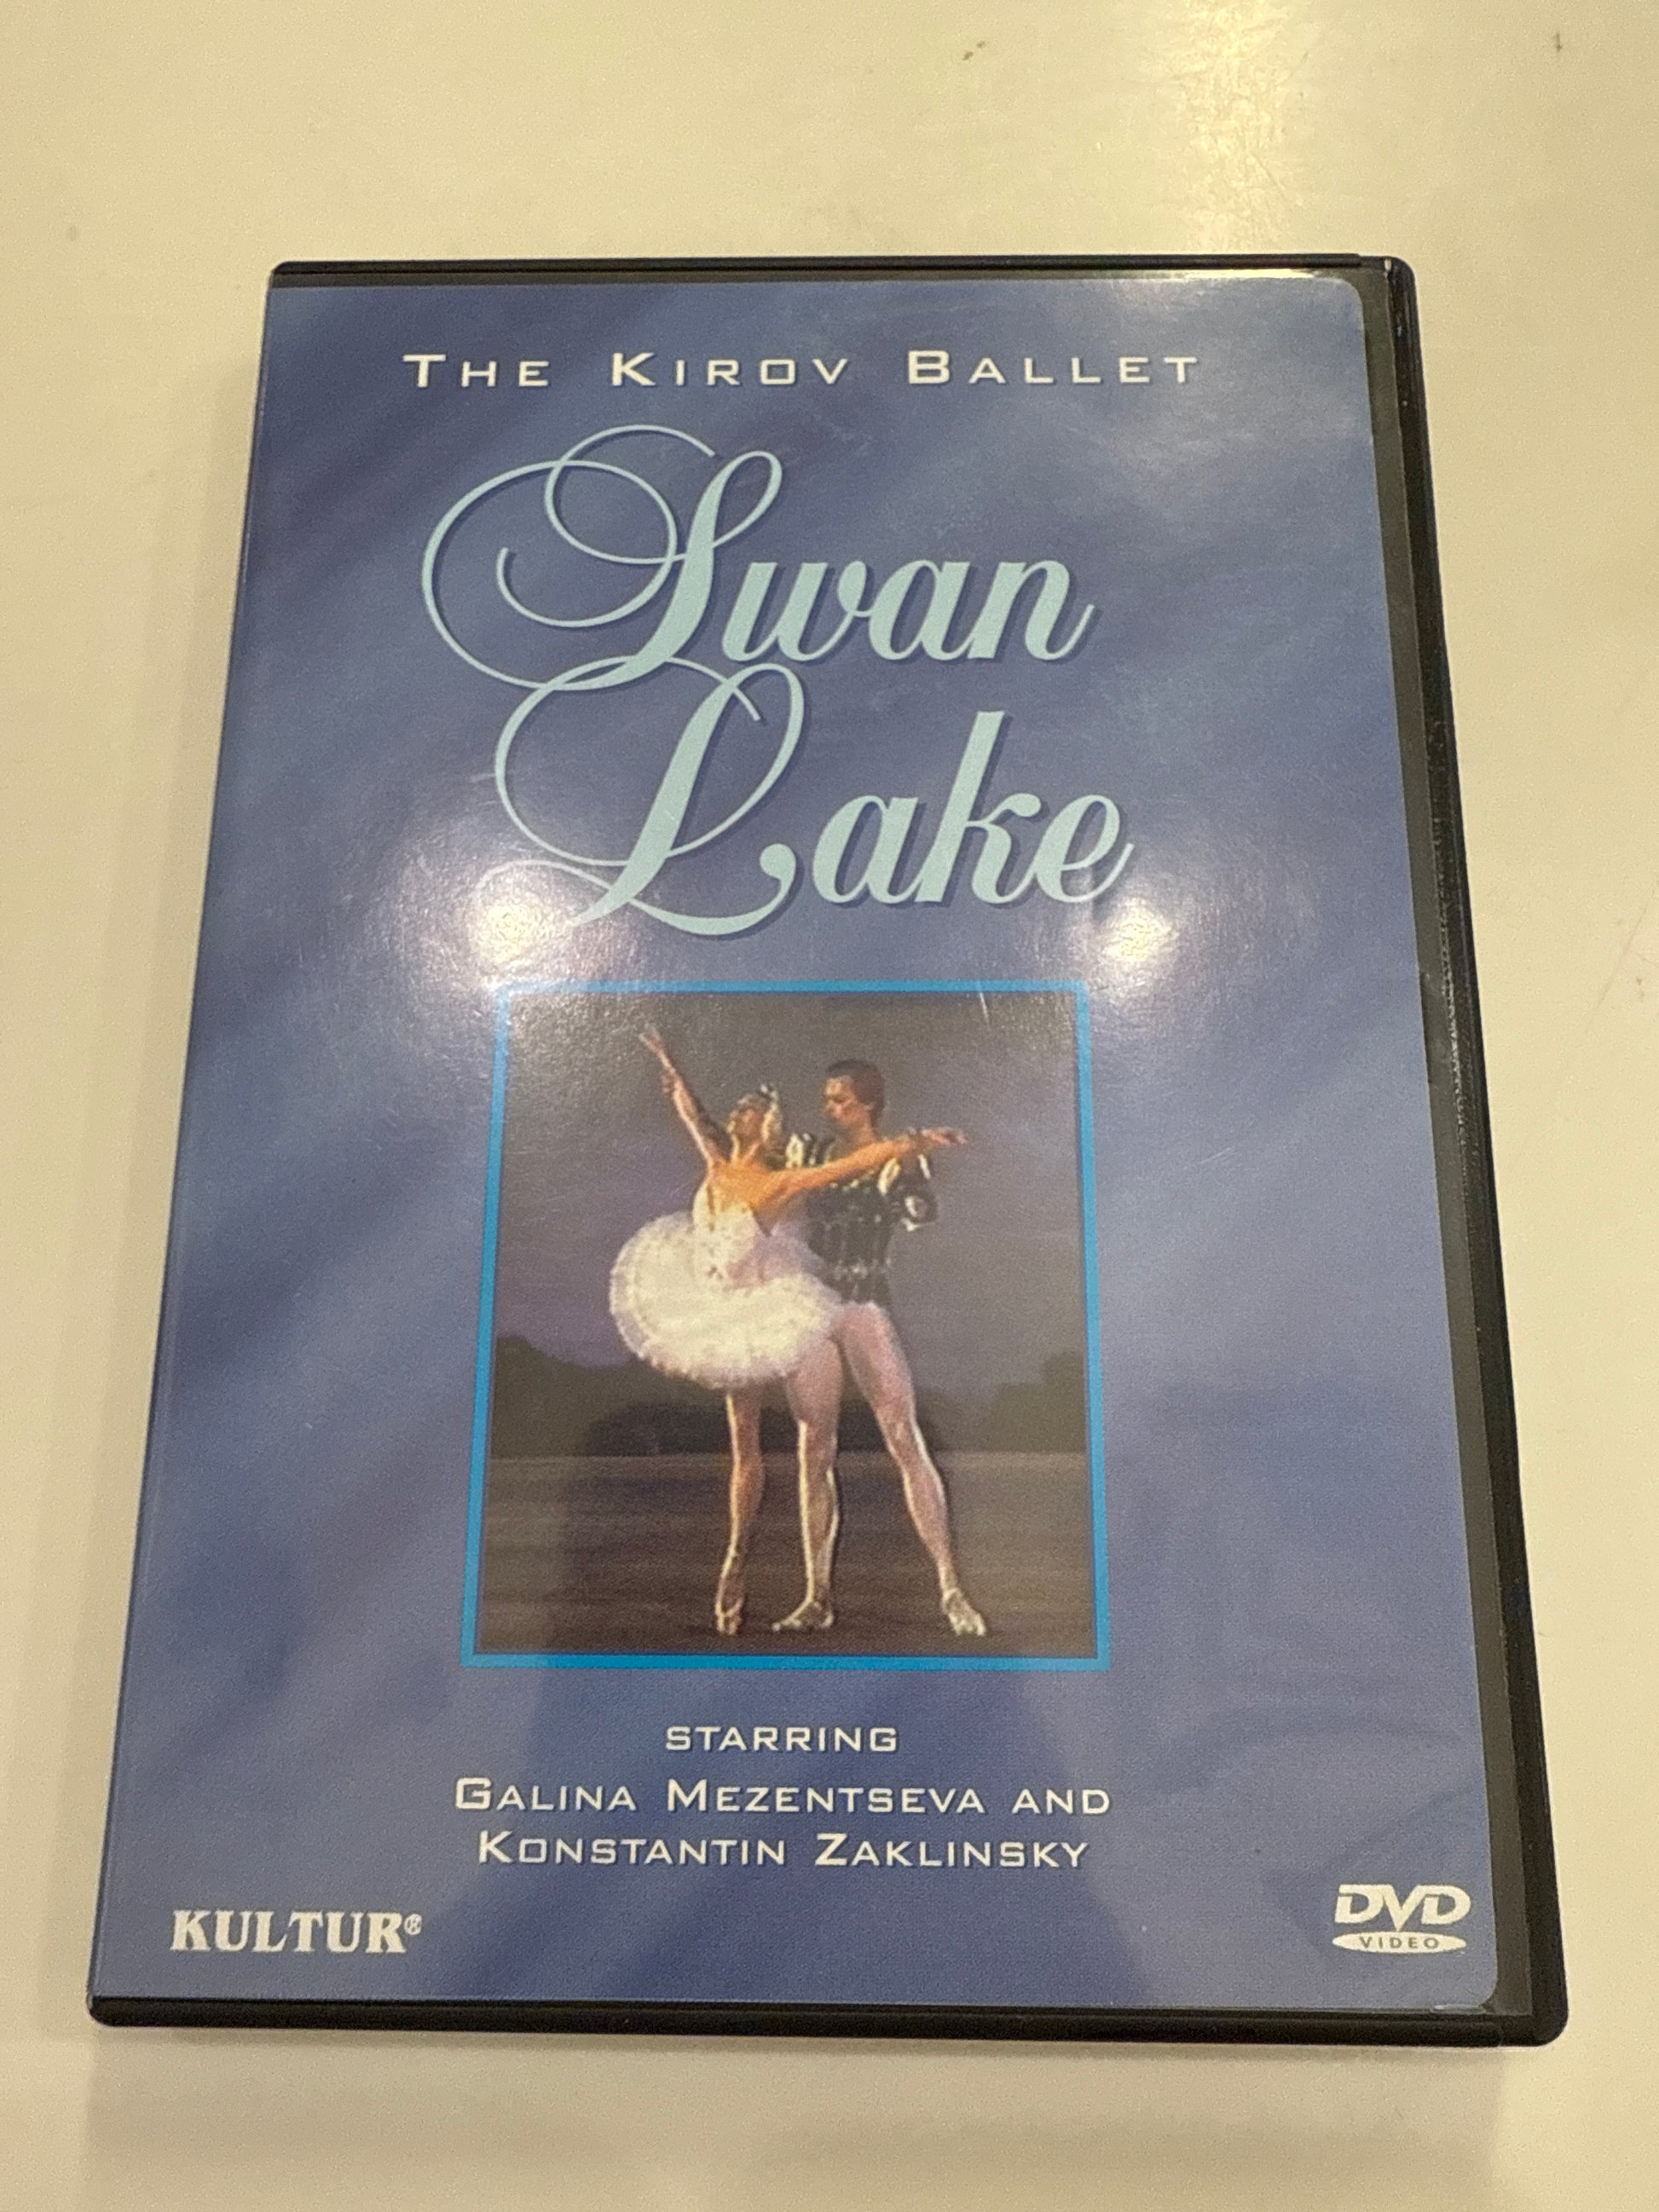 THE KIROV BALLET
Swan
Lake
STARRING
GALINA MEZENTSEVA AND
KONSTANTIN ZAKLINSKY
KULTUR®
DVD
VIDEO